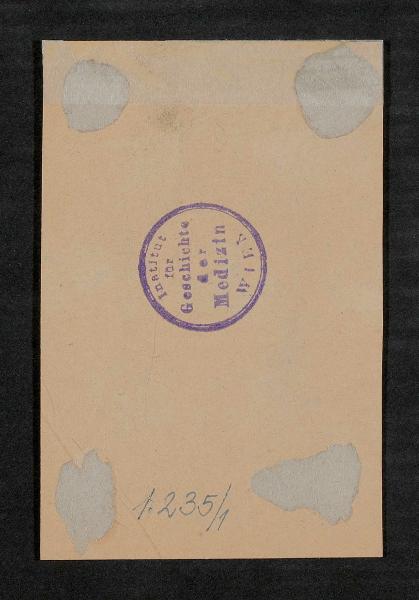 Institut
für
Geschichte
der
Medizin
WIEN
1.235/1